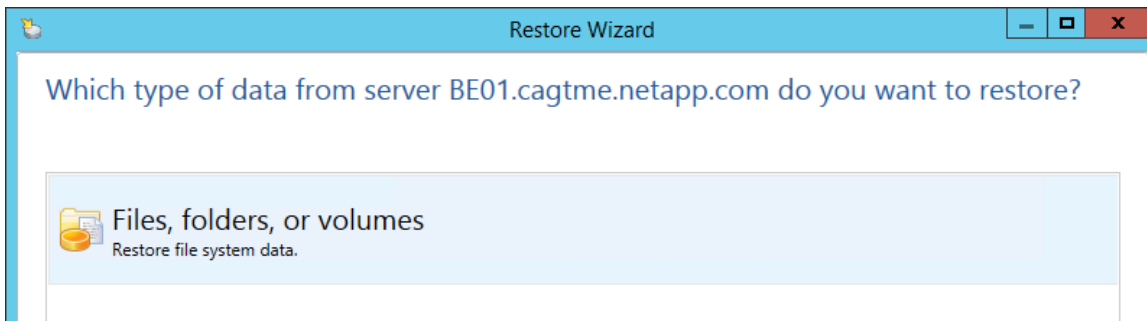 Restore Wizard
Which type of data from server BE01.cagtme.netapp.com do you want to restore?
Files, folders, or volumes
Restore file system data.